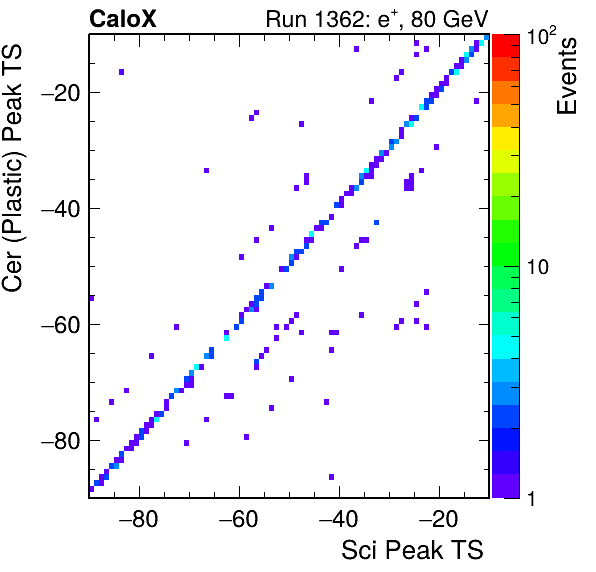 CaloX Run 1362: e⁺, 80 GeV
10²
Events
Cer (Plastic) Peak TS
−20
−40
10
−60
−80
1
−80 −60 −40 −20
Sci Peak TS